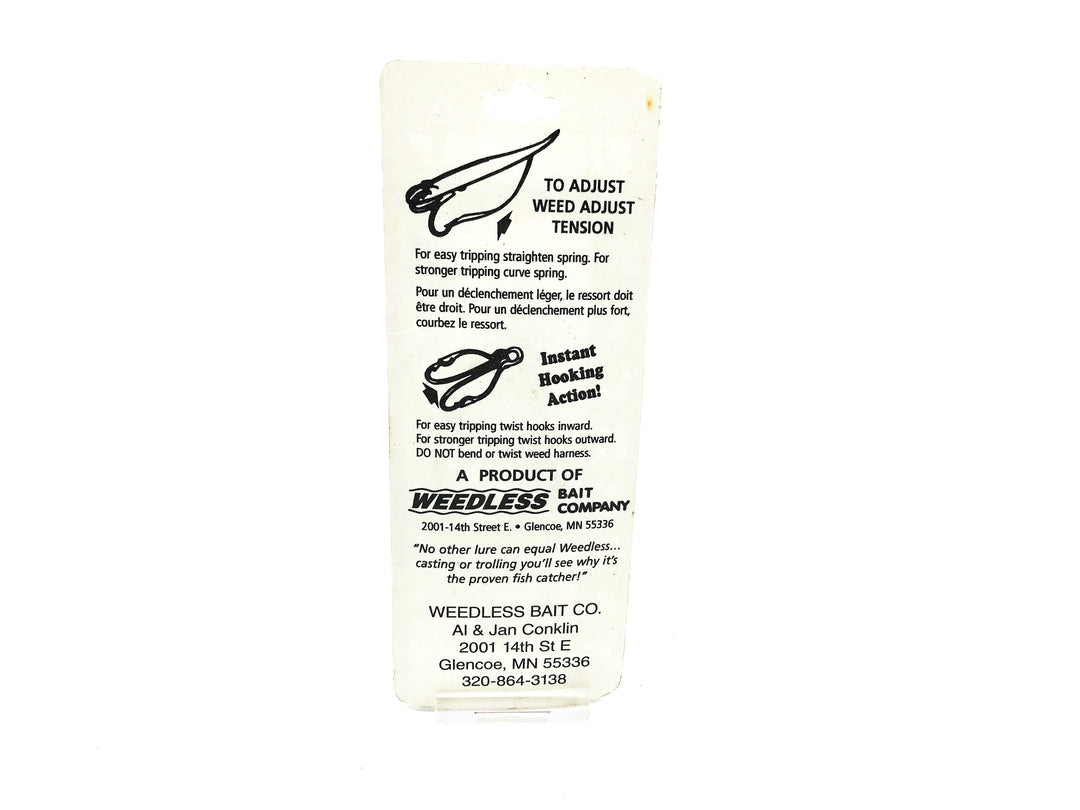 TO ADJUST
WEED ADJUST
TENSION
For easy tripping straighten spring. For
stronger tripping curve spring.
Pour un déclenchement léger, le ressort doit
être droit. Pour un déclenchement plus fort,
courbez le ressort.
Instant
Hooking
Action!
For easy tripping twist hooks inward.
For stronger tripping twist hooks outward.
DO NOT bend or twist weed harness.
A PRODUCT OF
WEEDLESS BAIT COMPANY
2001-14th Street E. • Glencoe, MN 55336
"No other lure can equal Weedless...
casting or trolling you'll see why it's
the proven fish catcher!"
WEEDLESS BAIT CO.
Al & Jan Conklin
2001 14th St E
Glencoe, MN 55336
320-864-3138